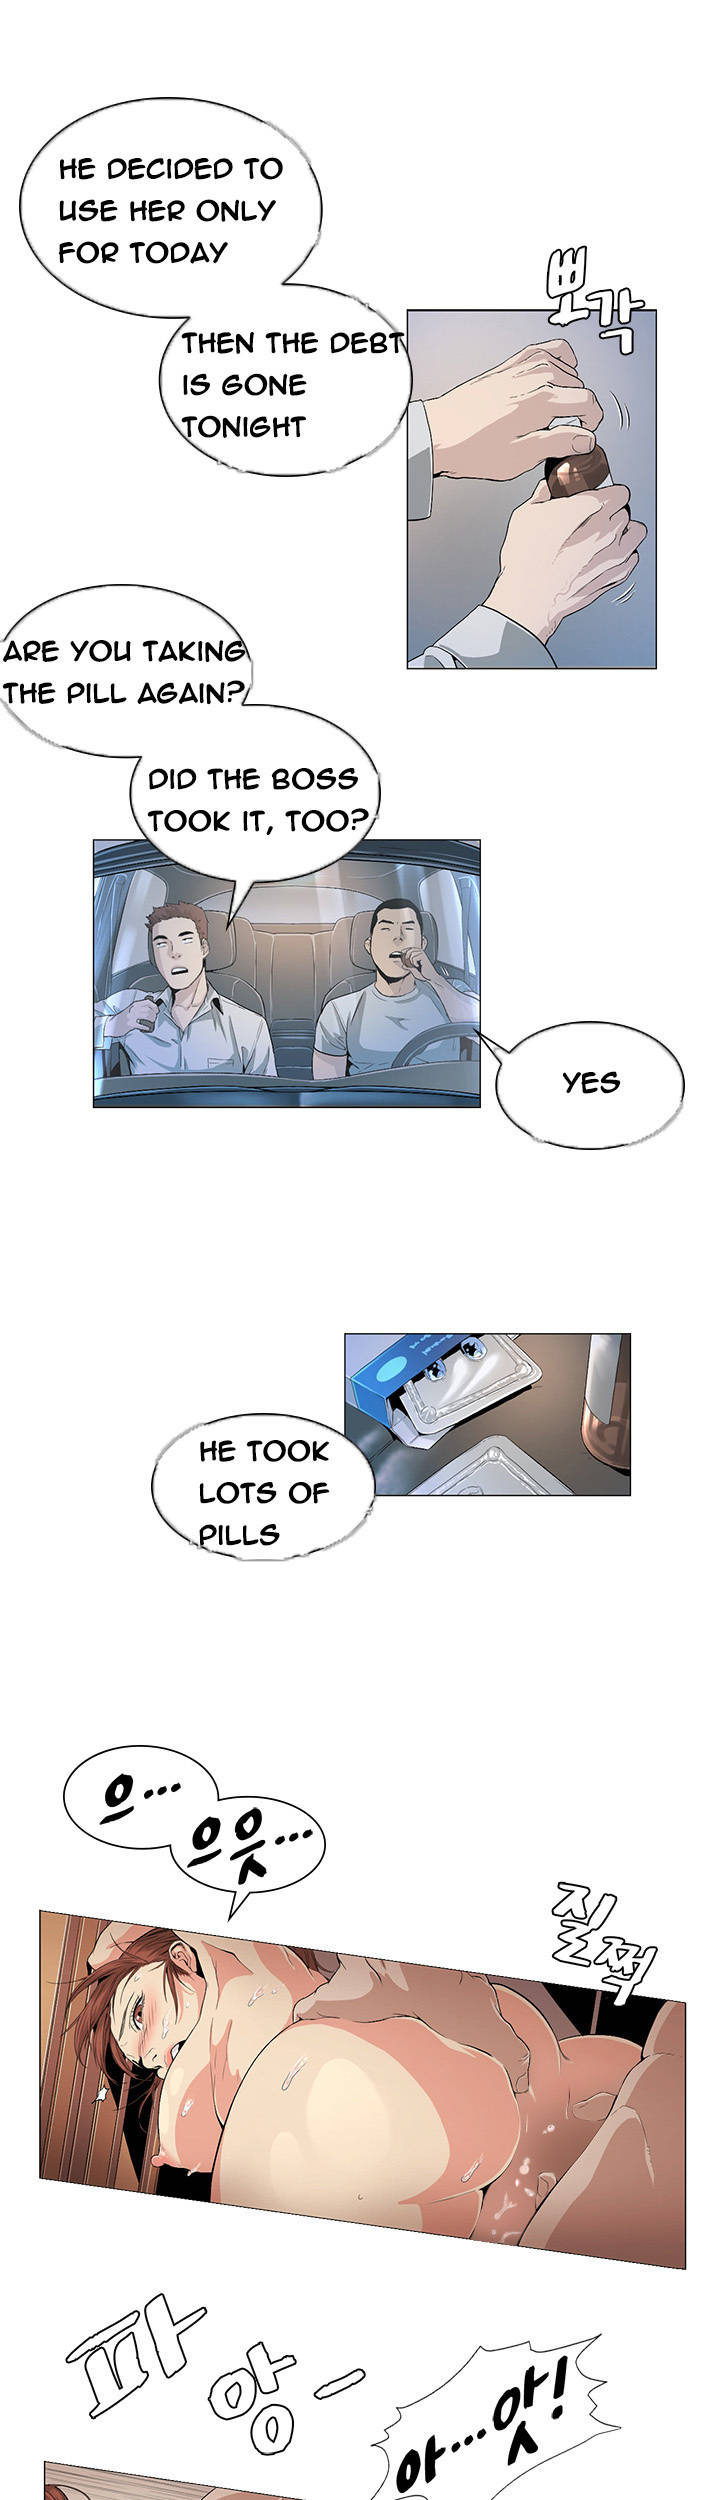 HE DECIDED TO
USE HER ONLY
FOR TODAY
THEN THE DEBT
IS GONE
TONIGHT
뽀각
ARE YOU TAKING
THE PILL AGAIN?
DID THE BOSS
TOOK IT, TOO?
YES
HE TOOK
LOTS OF
PILLS
으...
으읏....
질쩍
파앙-
아...앗!